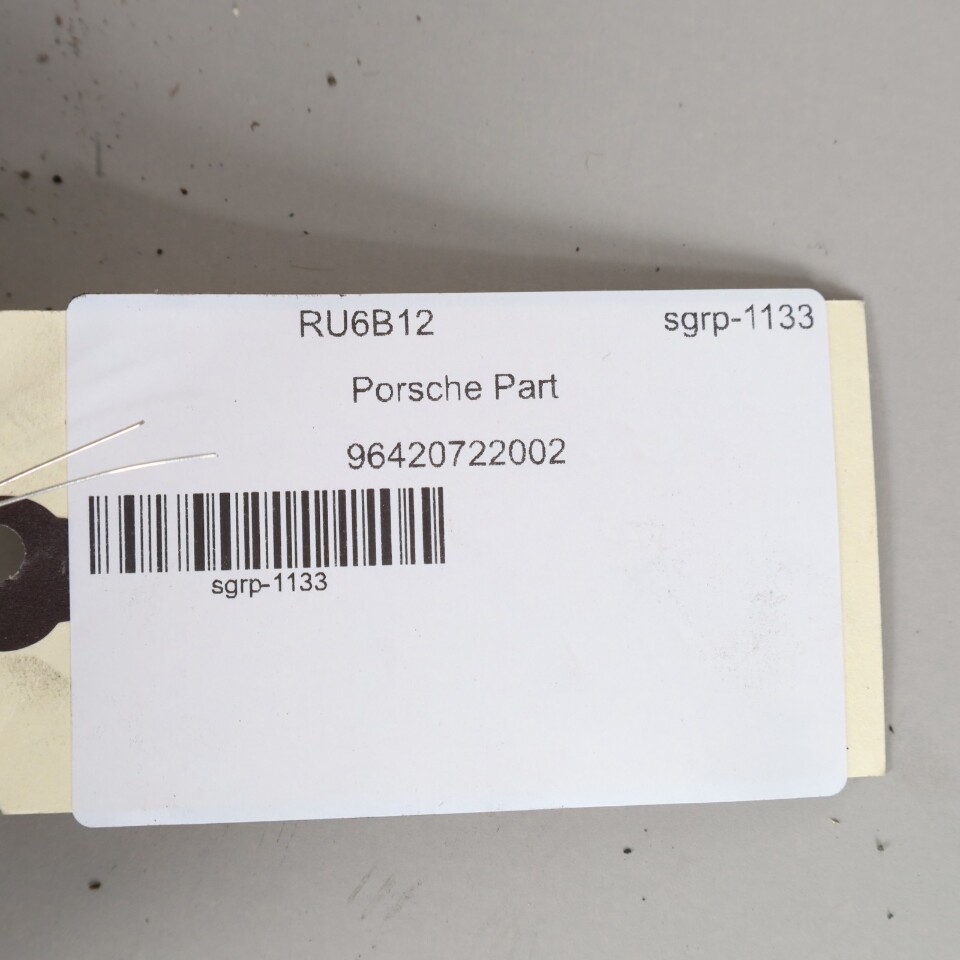 RU6B12 sgrp-1133
Porsche Part
96420722002
sgrp-1133